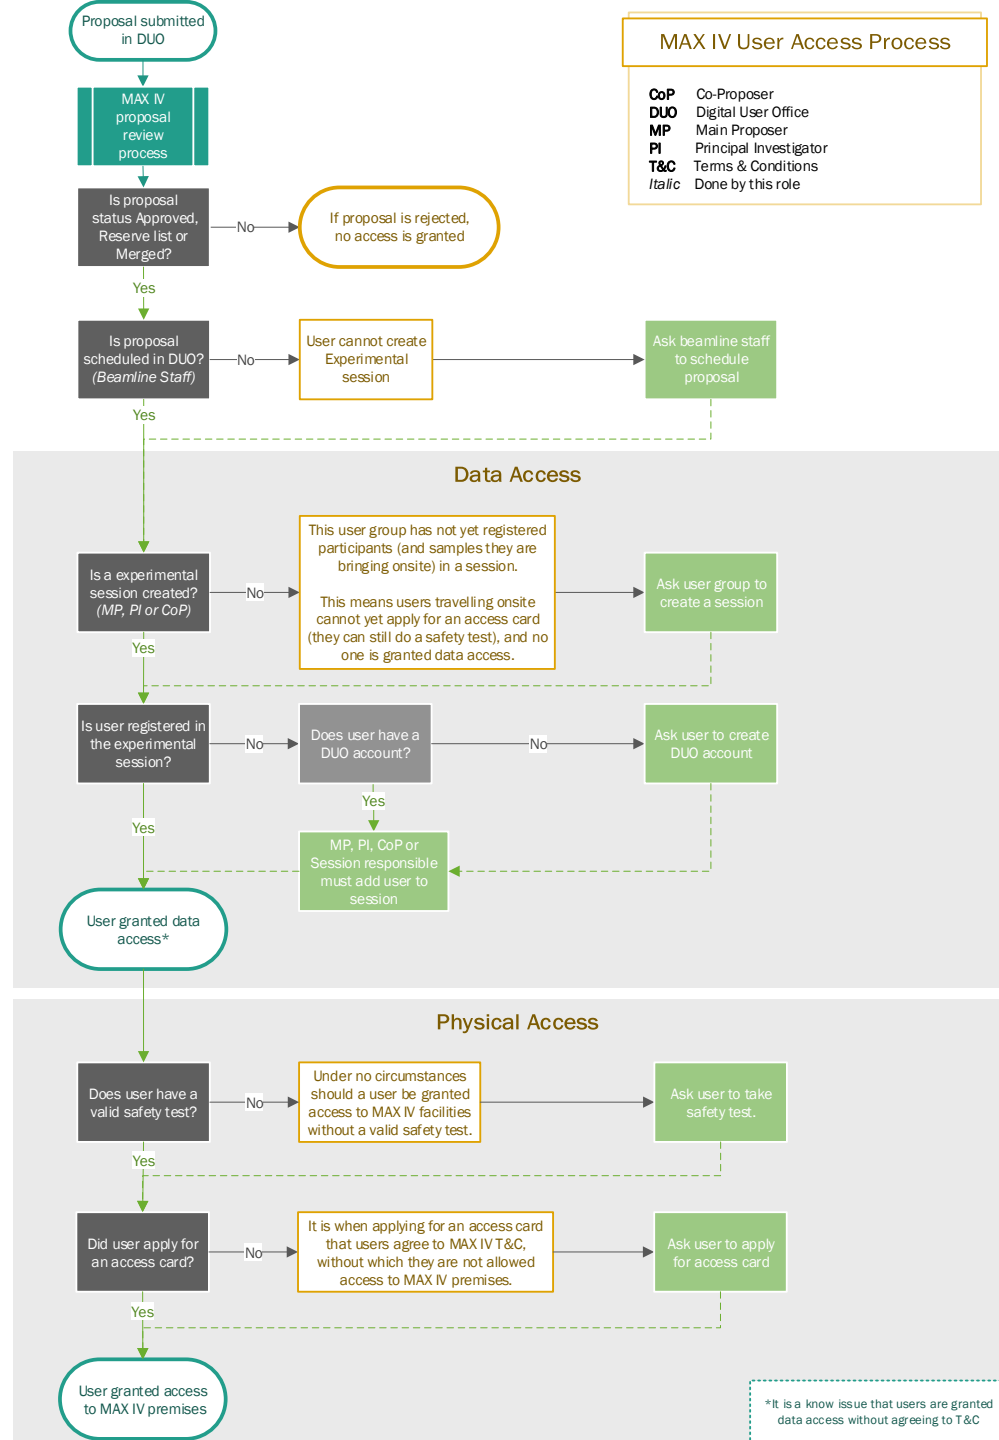 Proposal submitted
in DUO
MAX IV User Access Process
CoP Co-Proposer
DUO Digital User Office
MP Main Proposer
PI Principal Investigator
T&C Terms & Conditions
Italic Done by this role
MAX IV
proposal
review
process
Is proposal
status Approved,
Reserve list or
Merged?
No
If proposal is rejected,
no access is granted
Yes
Is proposal
scheduled in DUO?
(Beamline Staff)
No
User cannot create
Experimental
session
Ask beamline staff
to schedule
proposal
Yes
Data Access
Is a experimental
session created?
(MP, PI or CoP)
No
This user group has not yet registered
participants (and samples they are
bringing onsite) in a session.
This means users travelling onsite
cannot yet apply for an access card
(they can still do a safety test), and no
one is granted data access.
Ask user group to
create a session
Yes
Is user registered in
the experimental
session?
No
Does user have a
DUO account?
No
Ask user to create
DUO account
Yes
Yes
MP, PI, CoP or
Session responsible
must add user to
session
User granted data
access*
Physical Access
Does user have a
valid safety test?
No
Under no circumstances
should a user be granted
access to MAX IV facilities
without a valid safety test.
Ask user to take
safety test.
Yes
Did user apply for
an access card?
No
It is when applying for an access card
that users agree to MAX IV T&C,
without which they are not allowed
access to MAX IV premises.
Ask user to apply
for access card
Yes
User granted access
to MAX IV premises
*It is a know issue that users are granted
data access without agreeing to T&C